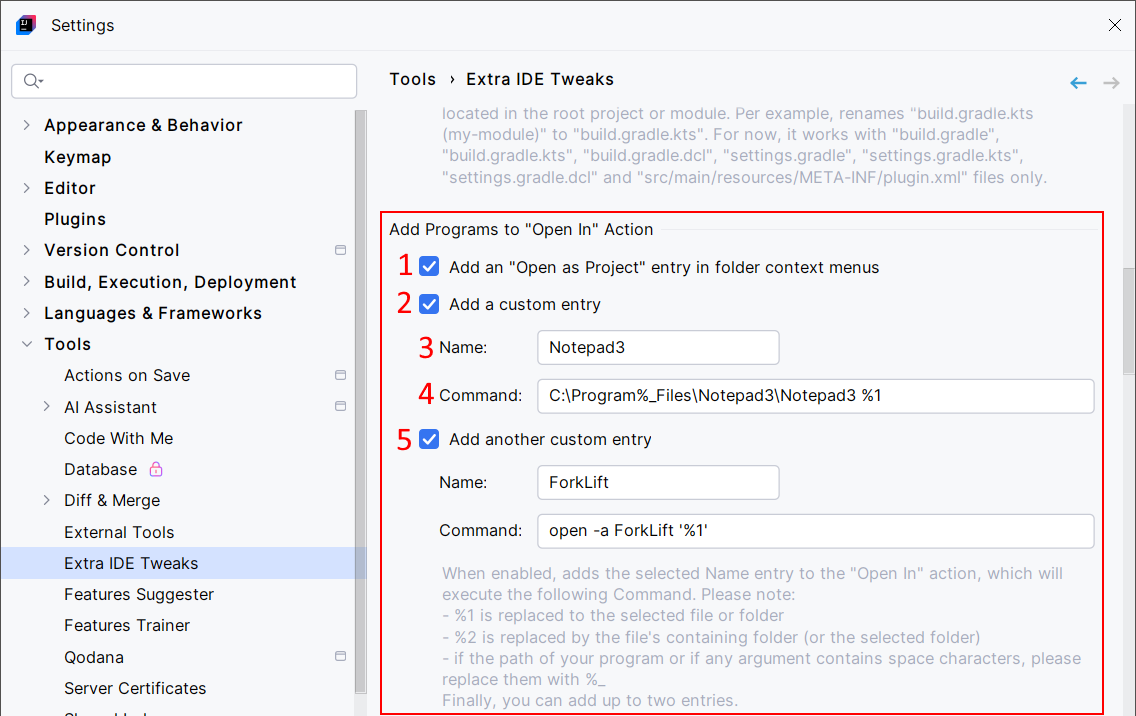 Settings
Tools › Extra IDE Tweaks
Appearance & Behavior
Keymap
Editor
Plugins
Version Control
Build, Execution, Deployment
Languages & Frameworks
Tools
Actions on Save
AI Assistant
Code With Me
Database
Diff & Merge
External Tools
Extra IDE Tweaks
Features Suggester
Features Trainer
Qodana
Server Certificates
located in the root project or module. Per example, renames "build.gradle.kts
(my-module)" to "build.gradle.kts". For now, it works with "build.gradle",
"build.gradle.kts", "build.gradle.dcl", "settings.gradle", "settings.gradle.kts",
"settings.gradle.dcl" and "src/main/resources/META-INF/plugin.xml" files only.
Add Programs to "Open In" Action
1 Add an "Open as Project" entry in folder context menus
2 Add a custom entry
3 Name: Notepad3
4 Command: C:\Program%_Files\Notepad3\Notepad3 %1
5 Add another custom entry
Name: ForkLift
Command: open -a ForkLift '%1'
When enabled, adds the selected Name entry to the "Open In" action, which will
execute the following Command. Please note:
- %1 is replaced to the selected file or folder
- %2 is replaced by the file's containing folder (or the selected folder)
- if the path of your program or if any argument contains space characters, please
replace them with %_
Finally, you can add up to two entries.